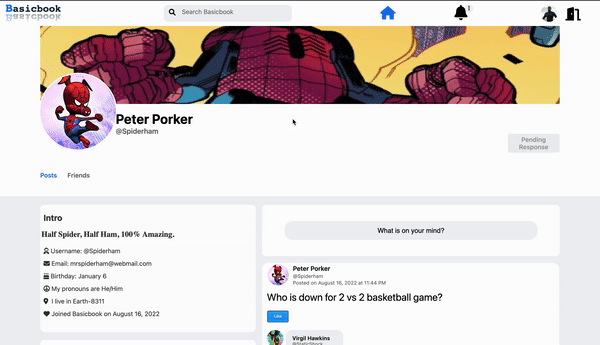 Basicbook
Search Basicbook
1
Peter Porker
@Spiderham
Pending
Response
Posts Friends
Intro
Half Spider, Half Ham, 100% Amazing.
Username: @Spiderham
Email: mrspiderham@webmail.com
Birthday: January 6
My pronouns are He/Him
I live in Earth-8311
Joined Basicbook on August 16, 2022
What is on your mind?
Peter Porker
@Spiderham
Posted on August 16, 2022 at 11:44 PM
Who is down for 2 vs 2 basketball game?
Like
Virgil Hawkins
@StaticShock